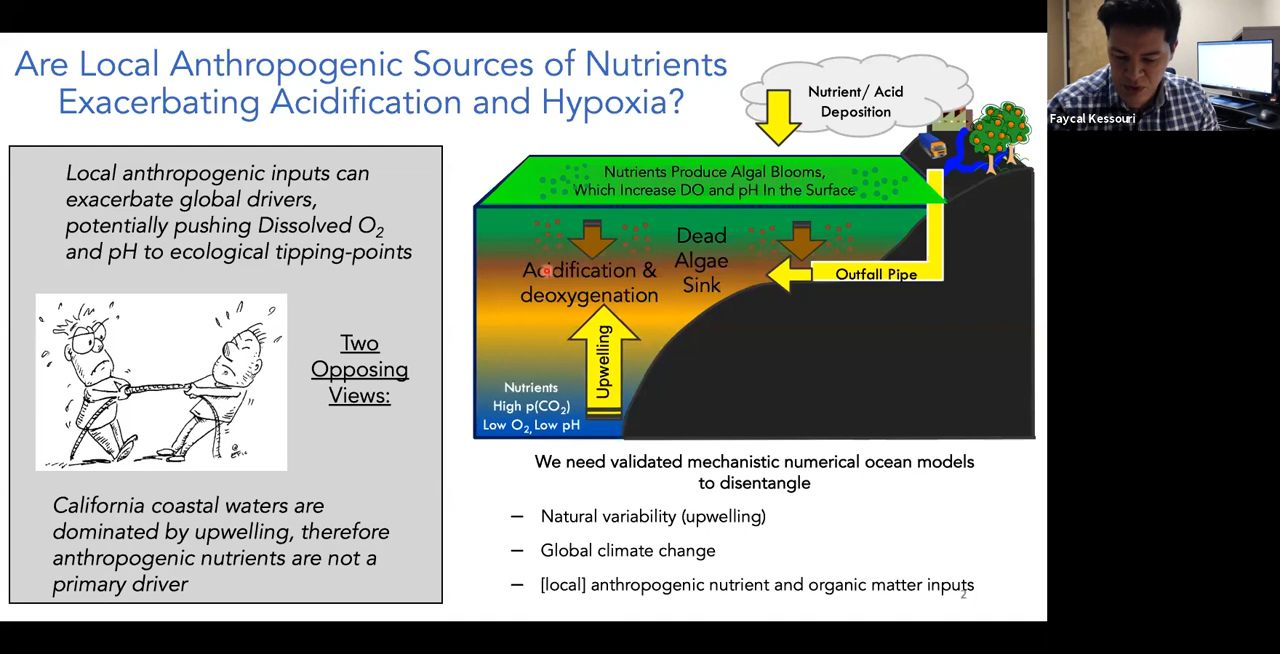 Are Local Anthropogenic Sources of Nutrients
Exacerbating Acidification and Hypoxia?
Local anthropogenic inputs can
exacerbate global drivers,
potentially pushing Dissolved O₂
and pH to ecological tipping-points
Two
Opposing
Views:
California coastal waters are
dominated by upwelling, therefore
anthropogenic nutrients are not a
primary driver
Nutrient/ Acid
Deposition
Nutrients Produce Algal Blooms,
Which Increase DO and pH In the Surface
Acidification &
deoxygenation
Dead
Algae
Sink
Outfall Pipe
Upwelling
Nutrients
High p(CO₂)
Low O₂, Low pH
We need validated mechanistic numerical ocean models
to disentangle
– Natural variability (upwelling)
– Global climate change
– [local] anthropogenic nutrient and organic matter inputs
2
Faycal Kessouri